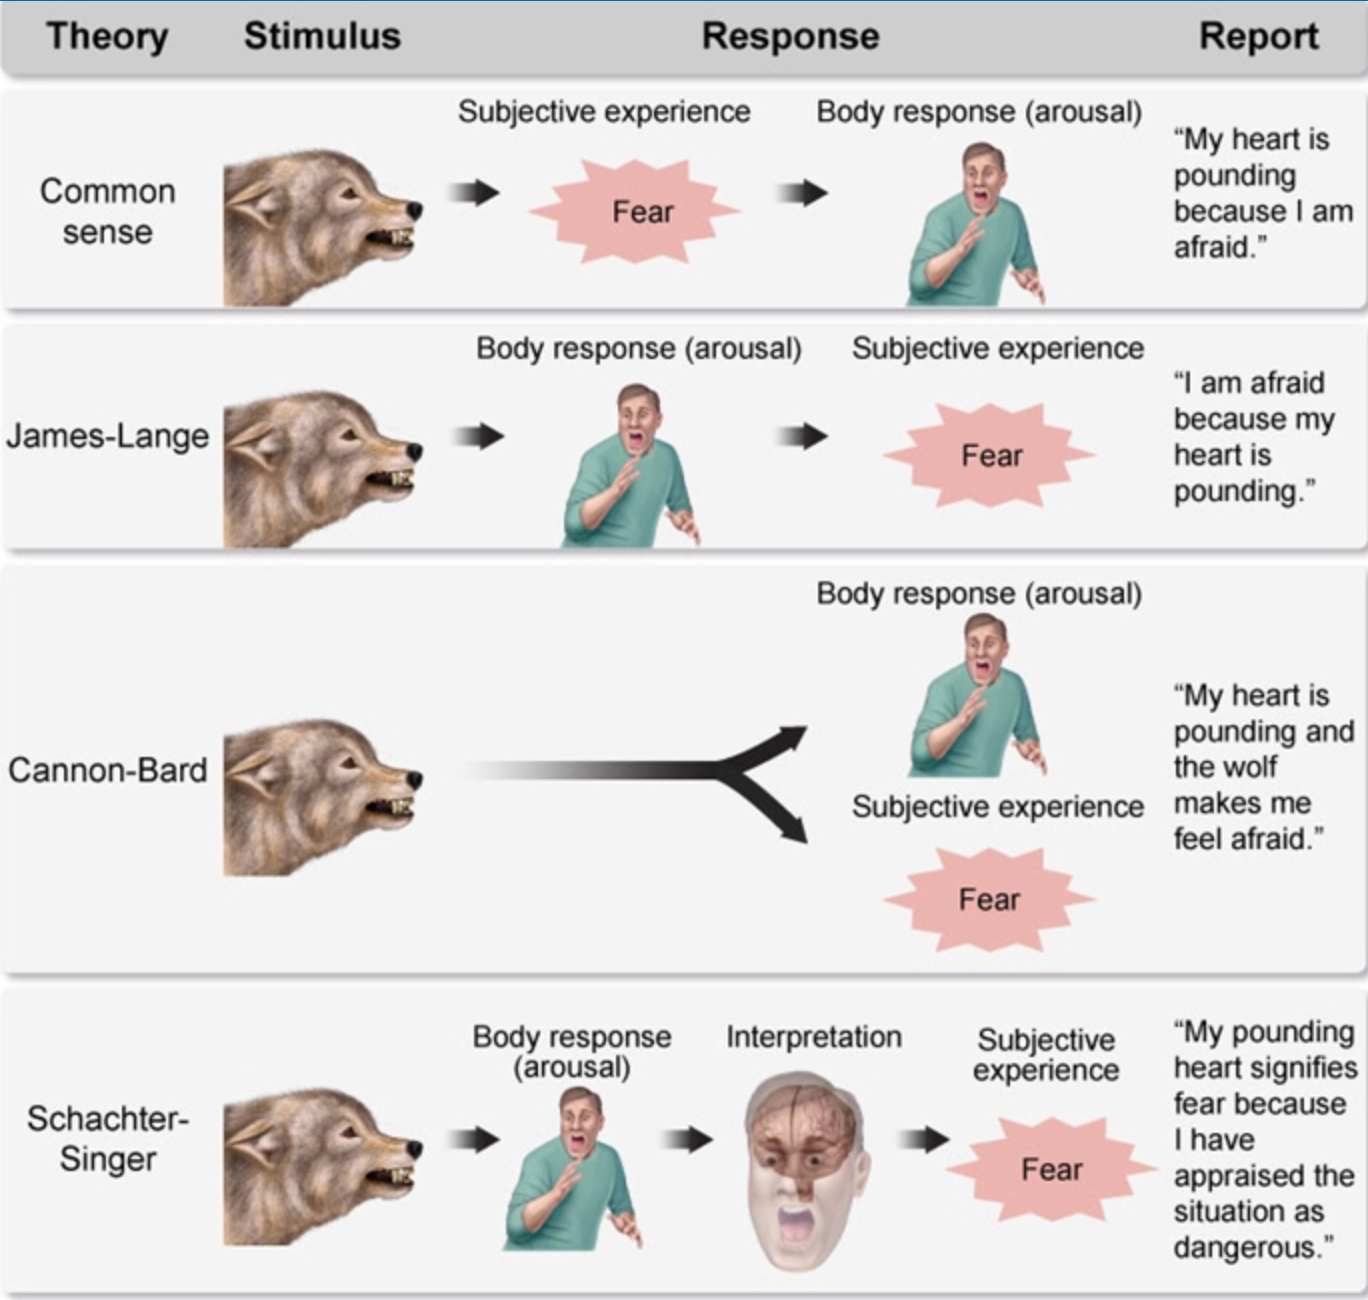 Theory Stimulus Response Report
Subjective experience
Body response (arousal)
Common
sense
Fear
“My heart is
pounding
because I am
afraid.”
Body response (arousal)
Subjective experience
James-Lange
Fear
“I am afraid
because my
heart is
pounding.”
Body response (arousal)
Cannon-Bard
Subjective experience
Fear
“My heart is
pounding and
the wolf
makes me
feel afraid.”
Schachter-
Singer
Body response
(arousal)
Interpretation
Subjective
experience
Fear
“My pounding
heart signifies
fear because
I have
appraised the
situation as
dangerous.”